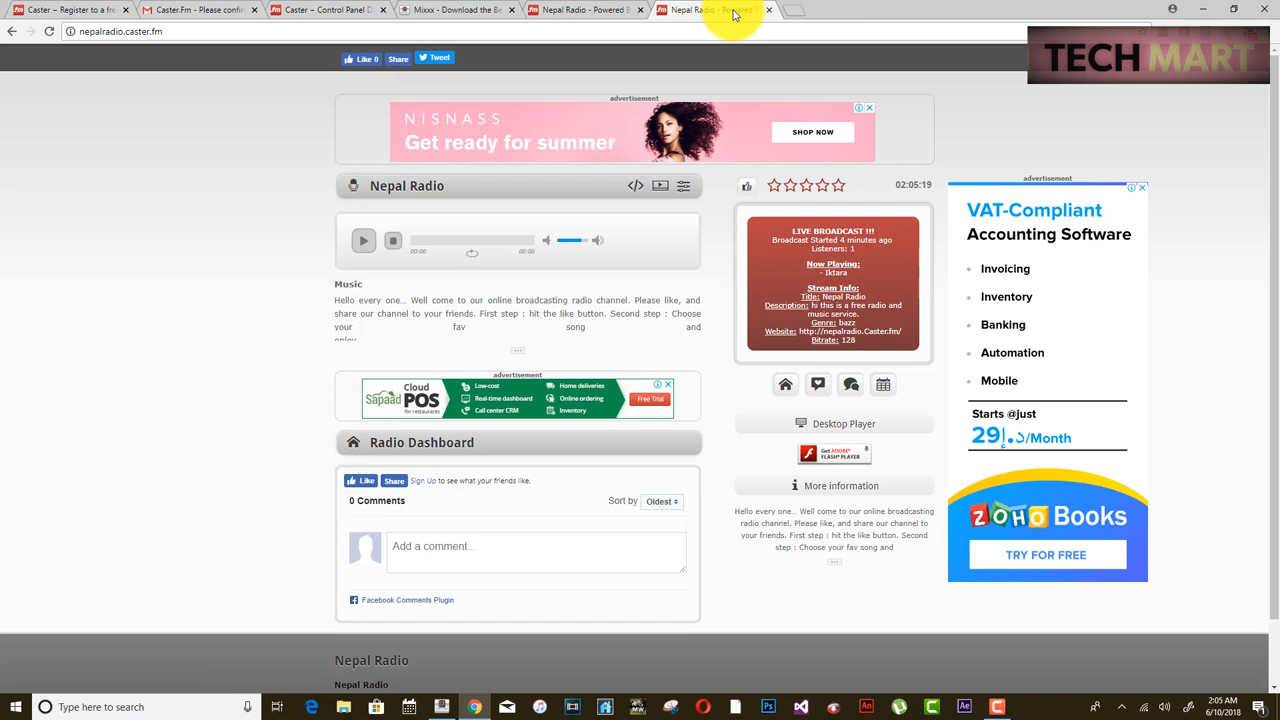 Caster - Register to a free
Gmail - Please confirm
Caster - Control Panel D
Mixxx - Download the Be
Nepal Radio - Powered B
Nepal Radio - Powered
nepalradio.caster.fm
TECH MART
Like 0
Share
Tweet
advertisement
NISNASS
Get ready for summer
SHOP NOW
Nepal Radio
02:05:19
advertisement
VAT-Compliant
Accounting Software
Invoicing
Inventory
Banking
Automation
Mobile
Starts @just
29د.إ/Month
ZOHO Books
TRY FOR FREE
00:00
00:00
LIVE BROADCAST !!!
Broadcast Started 4 minutes ago
Listeners: 1
Now Playing:
- Iktara
Stream Info:
Title: Nepal Radio
Description: hi this is a free radio and
music service.
Genre: bazz
Website: http://nepalradio.Caster.fm/
Bitrate: 128
Music
Hello every one... Well come to our online broadcasting radio channel. Please like, and
share our channel to your friends. First step : hit the like button. Second step : Choose
your fav song and
enjoy
advertisement
Sapaad
Cloud
POS
for restaurants
Low-cost
Real-time dashboard
Call center CRM
Home deliveries
Online ordering
Inventory
Free Trial
Desktop Player
Get ADOBE®
FLASH® PLAYER
More information
Hello every one... Well come to our online broadcasting
radio channel. Please like, and share our channel to
your friends. First step : hit the like button. Second
step : Choose your fav song and
Radio Dashboard
Like
Share
Sign Up to see what your friends like.
0 Comments
Sort by
Oldest
Add a comment...
Facebook Comments Plugin
Nepal Radio
Nepal Radio
Type here to search
2:05 AM
6/10/2018